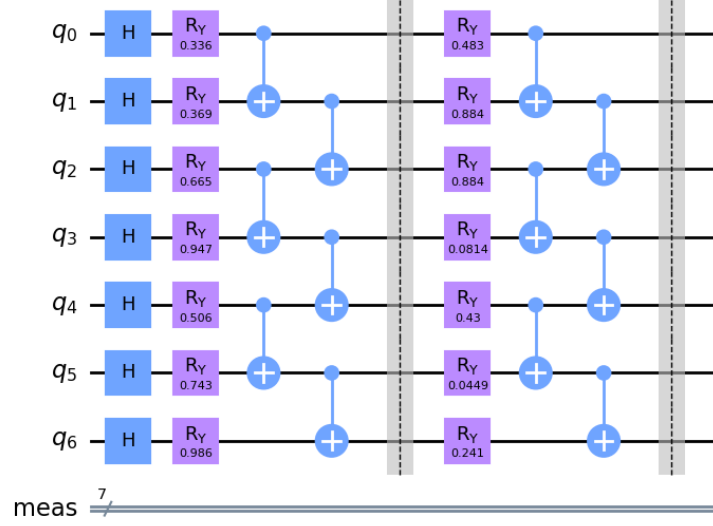 q0 H RY 0.336 RY 0.483
q1 H RY 0.369 RY 0.884
q2 H RY 0.665 RY 0.884
q3 H RY 0.947 RY 0.0814
q4 H RY 0.506 RY 0.43
q5 H RY 0.743 RY 0.0449
q6 H RY 0.986 RY 0.241
meas 7